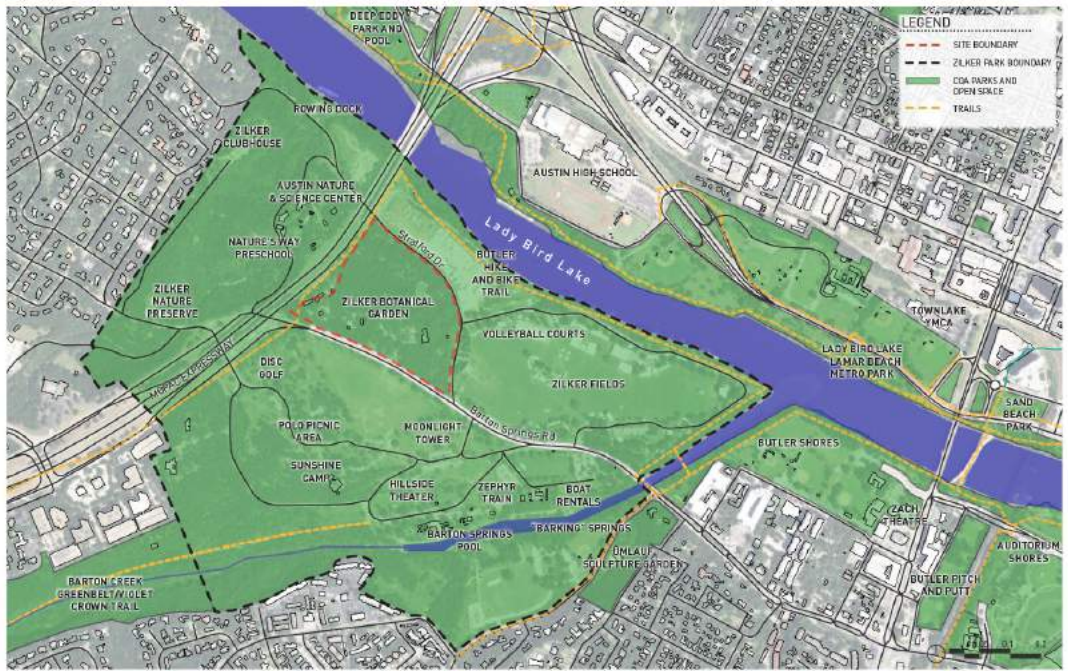 DEEP EDDY
PARK AND
POOL
LEGEND
SITE BOUNDARY
ZILKER PARK BOUNDARY
COA PARKS AND
OPEN SPACE
TRAILS
ROWING DOCK
ZILKER
CLUBHOUSE
AUSTIN HIGH SCHOOL
AUSTIN NATURE
& SCIENCE CENTER
Lady Bird Lake
Stratford Dr
NATURE'S WAY
PRESCHOOL
BUTLER
HIKE
AND BIKE
TRAIL
ZILKER
NATURE
PRESERVE
ZILKER BOTANICAL
GARDEN
TOWNLAKE
YMCA
VOLLEYBALL COURTS
LADY BIRD LAKE
LAMAR BEACH
METRO PARK
MOPAC EXPRESSWAY
DISC
GOLF
ZILKER FIELDS
SAND
BEACH
PARK
Barton Springs Rd
POLO PICNIC
AREA
MOONLIGHT
TOWER
BUTLER SHORES
SUNSHINE
CAMP
HILLSIDE
THEATER
ZEPHYR
TRAIN
BOAT
RENTALS
ZACH
THEATRE
BARTON SPRINGS
POOL
"BARKING" SPRINGS
UMLAUF
SCULPTURE GARDEN
AUDITORIUM
SHORES
BARTON CREEK
GREENBELT/VIOLET
CROWN TRAIL
BUTLER PITCH
AND PUTT
0.1
0.2